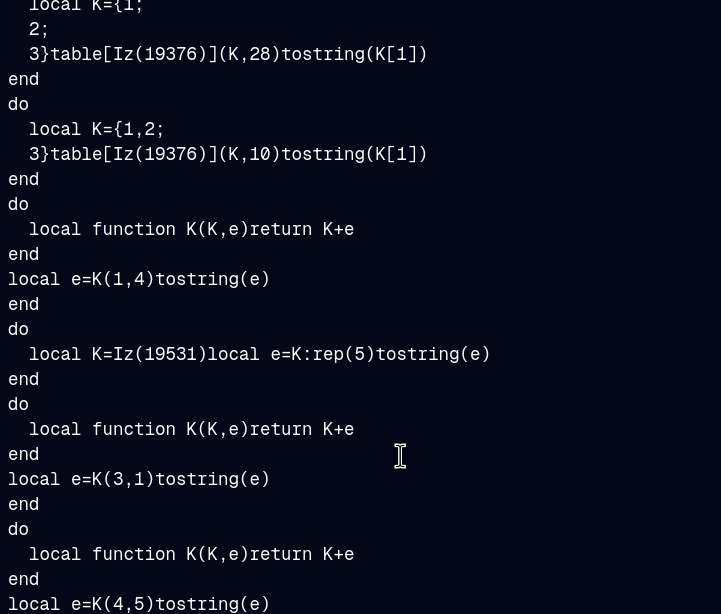 local K={1;
2;
3}table[Iz(19376)](K,28)tostring(K[1])
end
do
local K={1,2;
3}table[Iz(19376)](K,10)tostring(K[1])
end
do
local function K(K,e)return K+e
end
local e=K(1,4)tostring(e)
end
do
local K=Iz(19531)local e=K:rep(5)tostring(e)
end
do
local function K(K,e)return K+e
end
local e=K(3,1)tostring(e)
end
do
local function K(K,e)return K+e
end
local e=K(4,5)tostring(e)